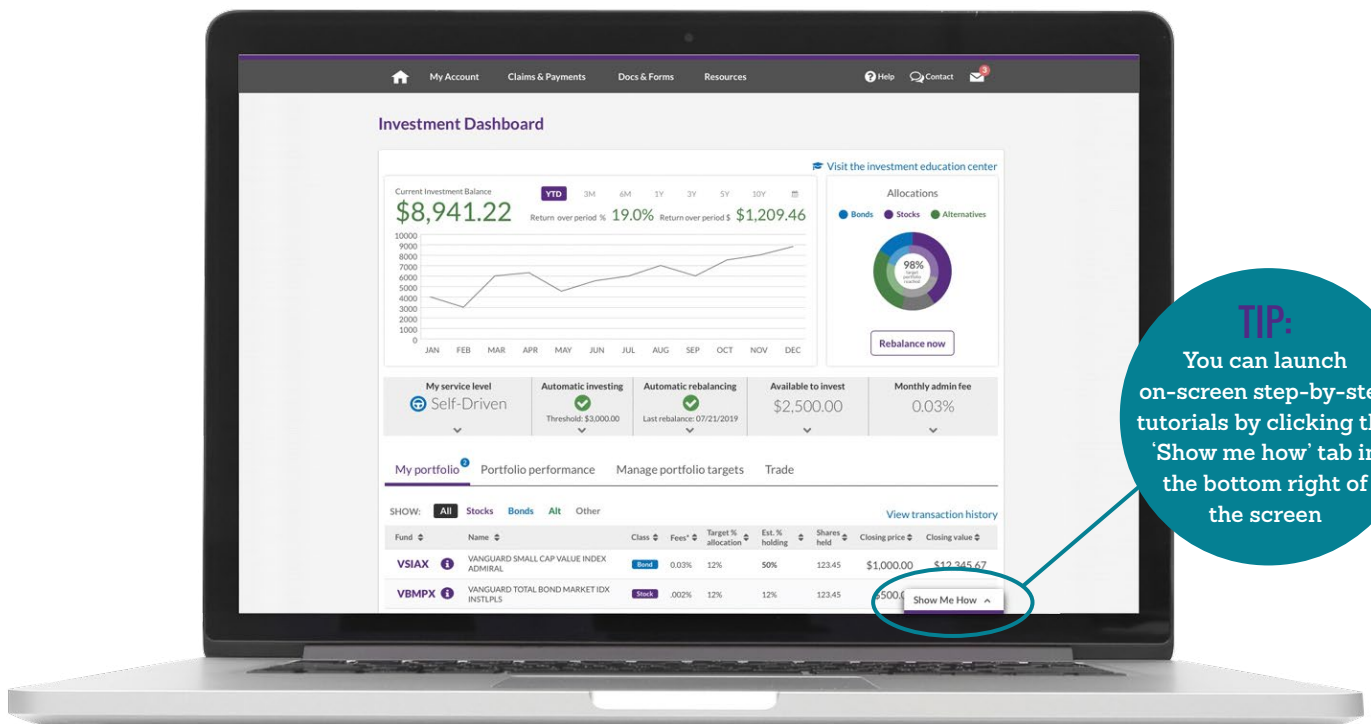 My Account Claims & Payments Docs & Forms Resources Help Contact 3
Investment Dashboard
Visit the investment education center
Current Investment Balance
$8,941.22
YTD 3M 6M 1Y 3Y 5Y 10Y
Return over period % 19.0% Return over period $ $1,209.46
10000
9000
8000
7000
6000
5000
4000
3000
2000
1000
0
JAN FEB MAR APR MAY JUN JUL AUG SEP OCT NOV DEC
Allocations
Bonds Stocks Alternatives
98%
target
portfolio
reached
Rebalance now
My service level
Self-Driven
Automatic investing
Threshold: $3,000.00
Automatic rebalancing
Last rebalance: 07/21/2019
Available to invest
$2,500.00
Monthly admin fee
0.03%
My portfolio 2 Portfolio performance Manage portfolio targets Trade
SHOW: All Stocks Bonds Alt Other
View transaction history
Fund Name Class Fees* Target % allocation Est. % holding Shares held Closing price Closing value
VSIAX VANGUARD SMALL CAP VALUE INDEX ADMIRAL Bond 0.03% 12% 50% 123.45 $1,000.00 $12,345.67
VBMPX VANGUARD TOTAL BOND MARKET IDX INSTLPLS Stock .002% 12% 12% 123.45
Show Me How
TIP:
You can launch
on-screen step-by-ste
tutorials by clicking th
‘Show me how’ tab in
the bottom right of
the screen